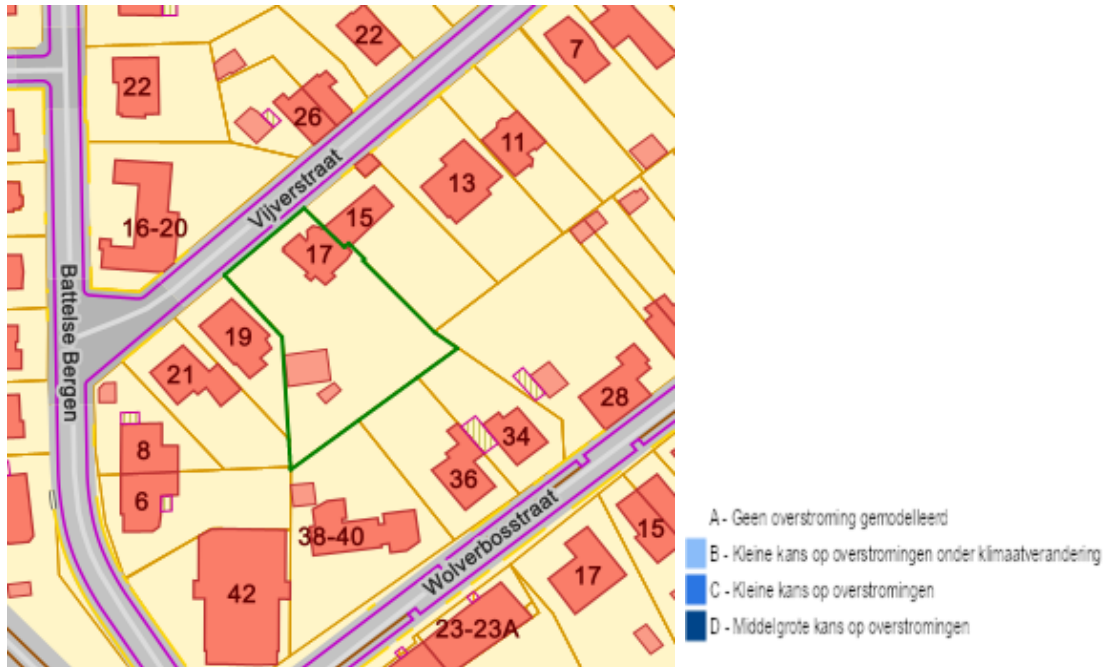 22
7
22
26
11
13
Vijverstraat
16-20
15
17
Battelse Bergen
19
21
28
8
34
36
6
Wolverbosstraat
15
38-40
17
42
23-23A
A - Geen overstroming gemodelleerd
B - Kleine kans op overstromingen onder klimaatverandering
C - Kleine kans op overstromingen
D - Middelgrote kans op overstromingen